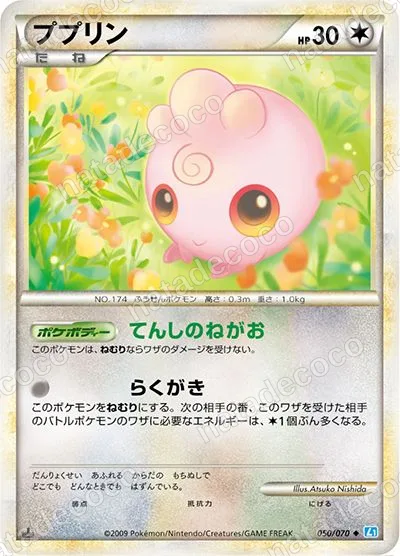 ププリン
HP30
たね
NO.174 ふうせんポケモン 高さ:0.3m 重さ:1.0kg
ポケボディー てんしのねがお
このポケモンは、ねむりならワザのダメージを受けない。
らくがき
このポケモンをねむりにする。次の相手の番、このワザを受けた相手
のバトルポケモンのワザに必要なエネルギーは、✶1個ぶん多くなる。
だんりょくせい あふれる からだの もちぬしで
どこでも どんなときでも はずんでいる。
Illus.Atsuko Nishida
弱点 抵抗力 にげる
©2009 Pokémon/Nintendo/Creatures/GAME FREAK.
050/070 ◆ L1
natedecoco